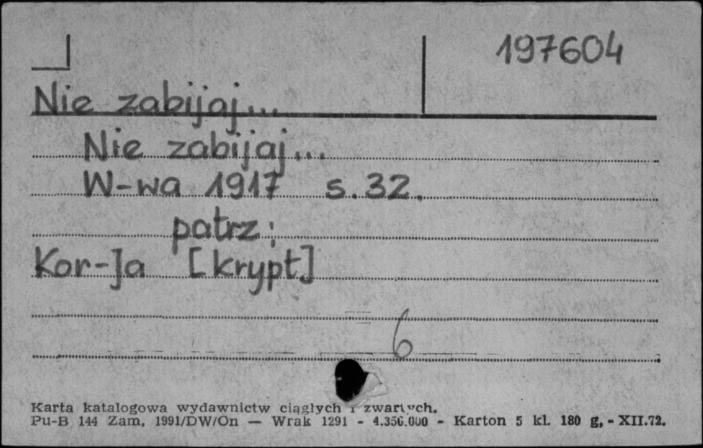 197604
Nie zabijaj...
Nie zabijaj...
W-wa 1917 s.32.
patrz:
Kor-Ja [krypt]
6
Karta katalogowa wydawnictw ciągłych i zwartych.
Pu-B 144 Zam. 1991/DW/On — Wrak 1291 - 4.356.000 - Karton 5 kl. 180 g. - XII.72.